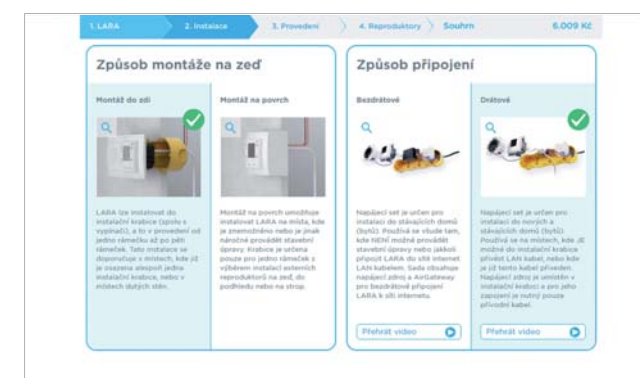 1. LARA
2. Instalace
3. Provedení
4. Reproduktory
Souhrn
6.009 Kč
Způsob montáže na zeď
Montáž do zdi
Montáž na povrch
LARA lze instalovat do
instalační krabice (spolu s
vypínači), a to v provedení od
jednoho rámečku až po pěti
rámeček. Tato instalace se
doporučuje v místech, kde již
je osazena alespoň jedna
instalační krabice, nebo v
místech dutých stěn.
Montáž na povrch umožňuje
instalovat LARA na místa, kde
je znemožněno nebo je jinak
náročné provádět stavební
úpravy. Krabice je určena
pouze pro jedno rámeček s
výběrem instalací externích
reproduktorů na zeď, do
podhledu nebo na strop.
Způsob připojení
Bezdrátové
Drátové
Napájecí set je určen pro
instalaci do stávajících domů
(bytů). Používá se všude tam,
kde NENÍ možné provádět
stavební úpravy nebo jakkoli
připojit LARA do sítě internet
LAN kabelem. Sada obsahuje
napájecí zdroj a AirGateway
pro bezdrátové připojení
LARA k síti internetu.
Přehrát video
Napájecí set je určen pro
instalaci do nových a
stávajících domů (bytů).
Používá se na místech, kde JE
možné do instalační krabice
přivést LAN kabel, nebo kde
je již tento kabel přiveden.
Napájecí zdroj je umístěn v
instalační krabici a pro jeho
zapojení je nutný pouze
přívodní kabel.
Přehrát video